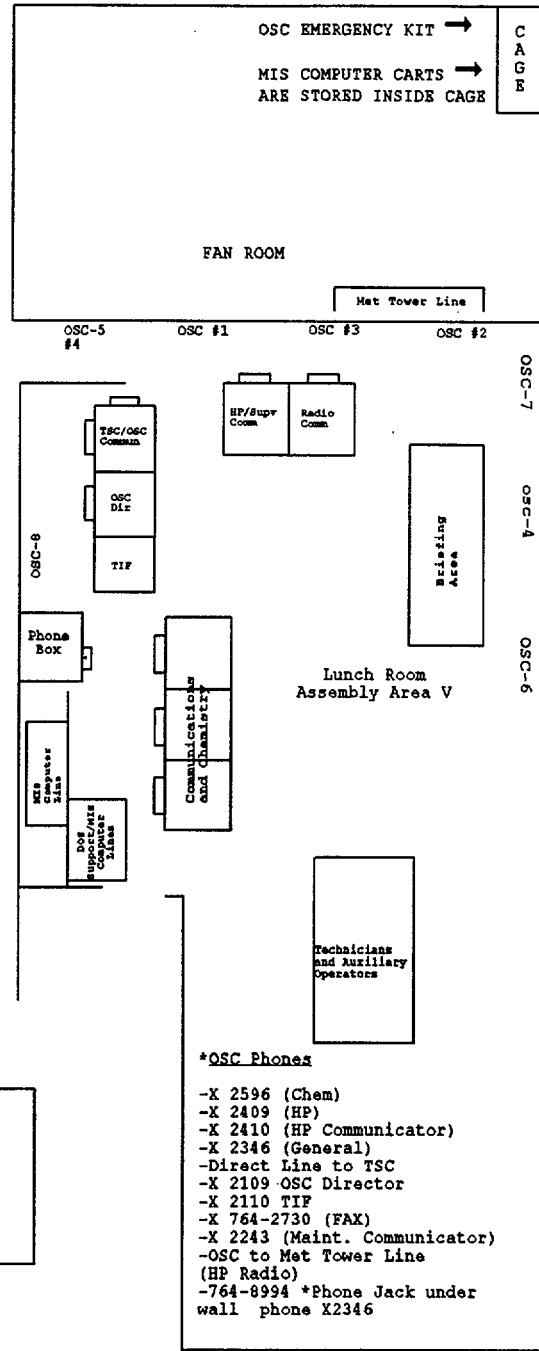 OSC EMERGENCY KIT →
C
A
G
E
MIS COMPUTER CARTS →
ARE STORED INSIDE CAGE
FAN ROOM
Met Tower Line
OSC-5
#4
OSC #1
OSC #3
OSC #2
OSC-7
TSC/OSC
Commun
HP/Supv
Comm
Radio
Comm
OSC
Dir
TIF
OSC-8
Briefing
Area
OSC-4
OSC-6
Phone
Box
Lunch Room
Assembly Area V
Communications
and Chemistry
MIS
Computer
Line
DOS
Support/MIS
Computer
Lines
Technicians
and Auxiliary
Operators
*OSC Phones
-X 2596 (Chem)
-X 2409 (HP)
-X 2410 (HP Communicator)
-X 2346 (General)
-Direct Line to TSC
-X 2109 OSC Director
-X 2110 TIF
-X 764-2730 (FAX)
-X 2243 (Maint. Communicator)
-OSC to Met Tower Line
(HP Radio)
-764-8994 *Phone Jack under
wall phone X2346